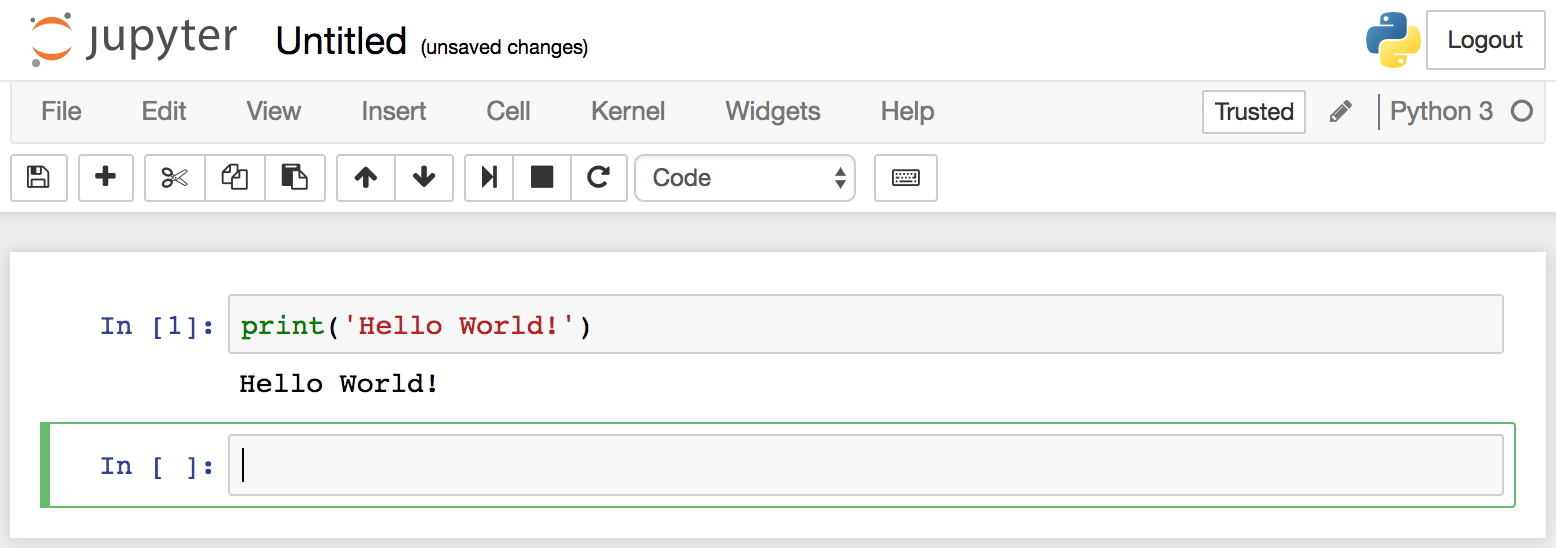 jupyter Untitled (unsaved changes) Logout
File Edit View Insert Cell Kernel Widgets Help Trusted Python 3
Code
In [1]: print('Hello World!')
Hello World!
In [ ]: